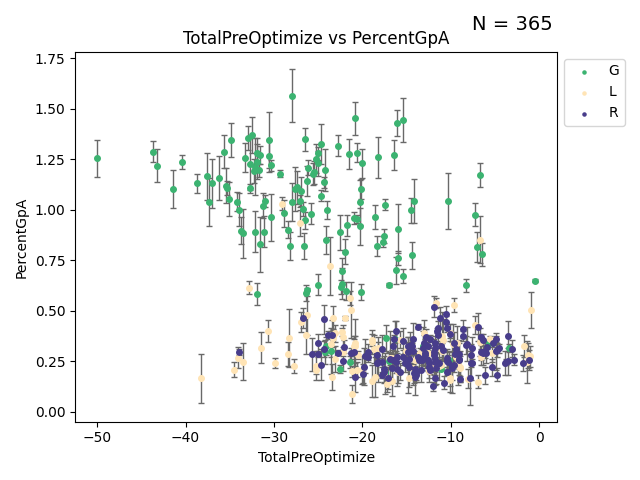 N = 365
TotalPreOptimize vs PercentGpA
G
L
R
PercentGpA
1.75
1.50
1.25
1.00
0.75
0.50
0.25
0.00
−50
−40
−30
−20
−10
0
TotalPreOptimize